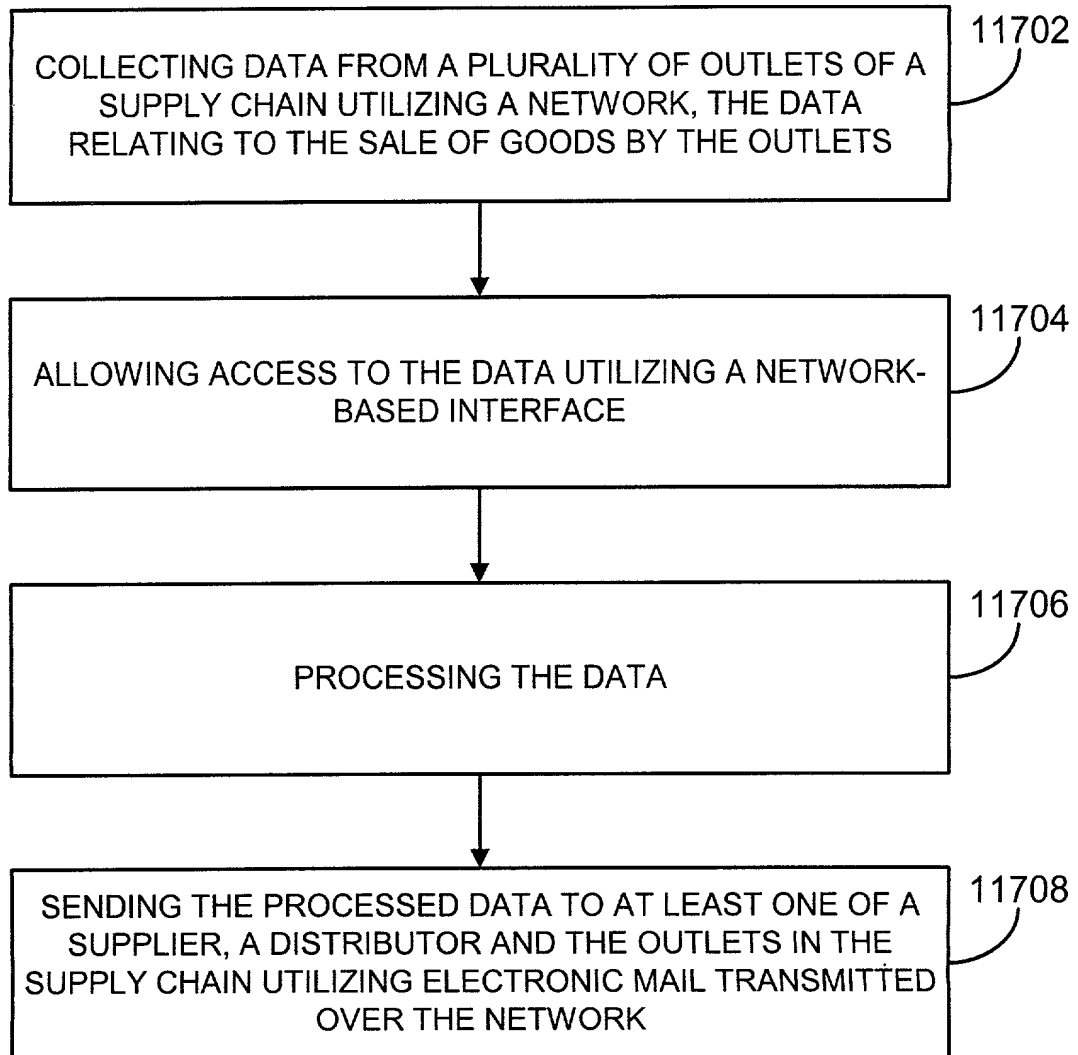 11702
COLLECTING DATA FROM A PLURALITY OF OUTLETS OF A
SUPPLY CHAIN UTILIZING A NETWORK, THE DATA
RELATING TO THE SALE OF GOODS BY THE OUTLETS
11704
ALLOWING ACCESS TO THE DATA UTILIZING A NETWORK-
BASED INTERFACE
11706
PROCESSING THE DATA
11708
SENDING THE PROCESSED DATA TO AT LEAST ONE OF A
SUPPLIER, A DISTRIBUTOR AND THE OUTLETS IN THE
SUPPLY CHAIN UTILIZING ELECTRONIC MAIL TRANSMITTED
OVER THE NETWORK